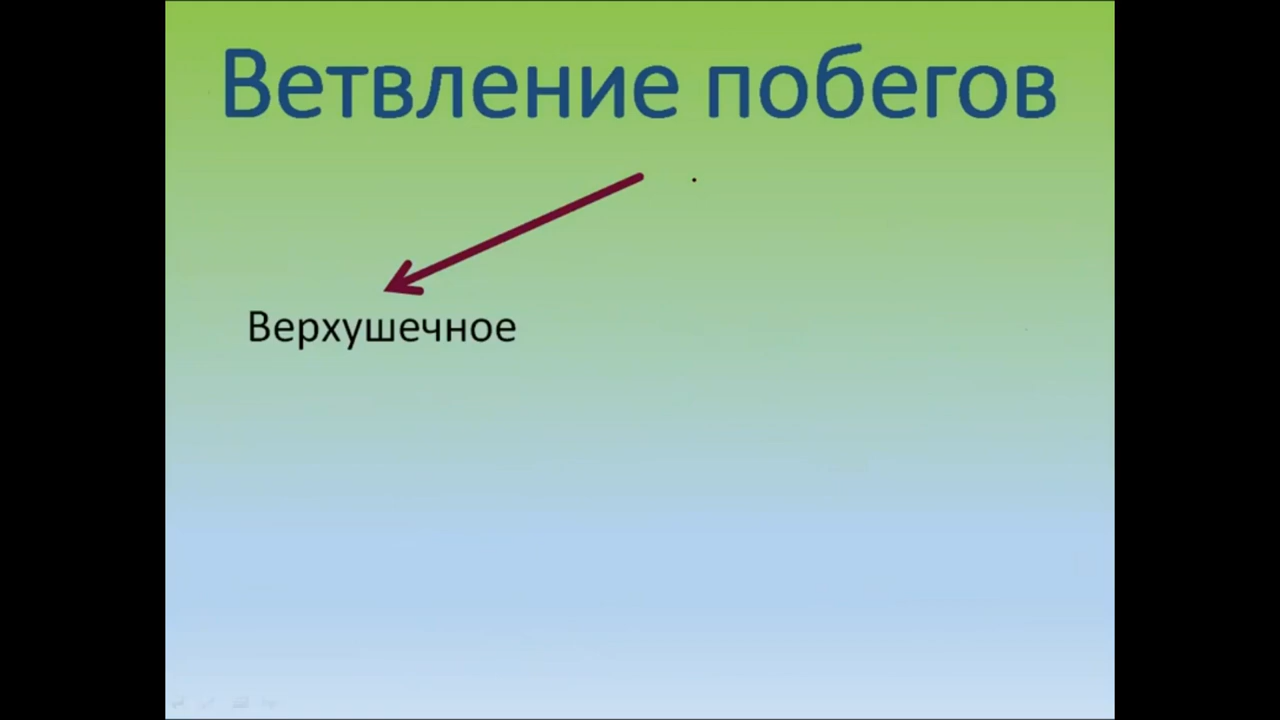 Ветвление побегов
Верхушечное